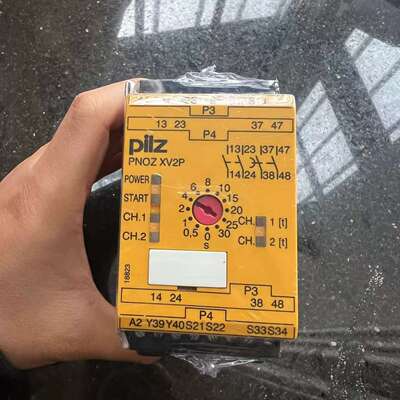 P3
13 23 37 47
P4
pilz
PNOZ XV2P
13 23 37 47
14 24 38 48
POWER
START
CH.1
CH.2
8
6 10
4 15
2 20
1 25
0,5 0 30
s
CH. 1 [t]
CH. 2 [t]
18823
P3
14 24 38 48
P4
A2 Y39 Y40 S21 S22 S33 S34